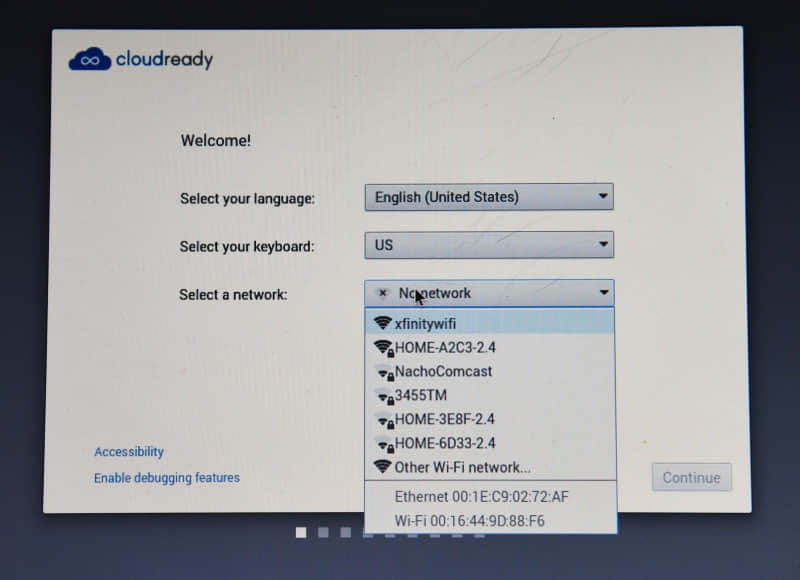 cloudready
Welcome!
Select your language: English (United States)
Select your keyboard: US
Select a network: No network
xfinitywifi
HOME-A2C3-2.4
NachoComcast
3455TM
HOME-3E8F-2.4
HOME-6D33-2.4
Other Wi-Fi network...
Ethernet 00:1E:C9:02:72:AF
Wi-Fi 00:16:44:9D:88:F6
Accessibility
Enable debugging features
Continue